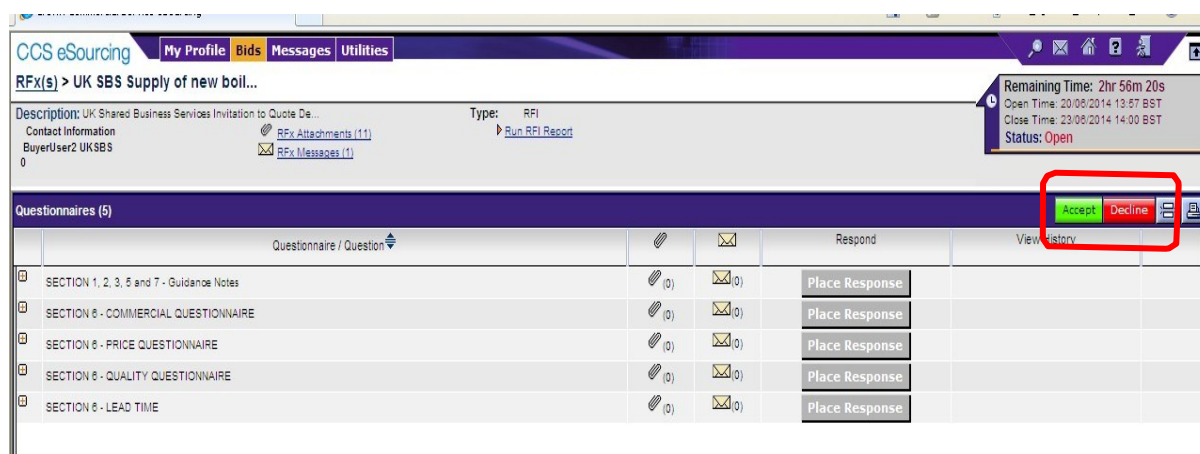 CCS eSourcing My Profile Bids Messages Utilities
RFx(s) > UK SBS Supply of new boil...
Remaining Time: 2hr 56m 20s
Open Time: 20/06/2014 13:57 BST
Close Time: 23/06/2014 14:00 BST
Status: Open
Description: UK Shared Business Services Invitation to Quote De... Type: RFI
Contact Information RFx Attachments (11) Run RFI Report
BuyerUser2 UKSBS RFx Messages (1)
0
Questionnaires (5) Accept Decline
Questionnaire / Question Respond View History
SECTION 1, 2, 3, 5 and 7 - Guidance Notes (0) (0) Place Response
SECTION 6 - COMMERCIAL QUESTIONNAIRE (0) (0) Place Response
SECTION 6 - PRICE QUESTIONNAIRE (0) (0) Place Response
SECTION 6 - QUALITY QUESTIONNAIRE (0) (0) Place Response
SECTION 6 - LEAD TIME (0) (0) Place Response